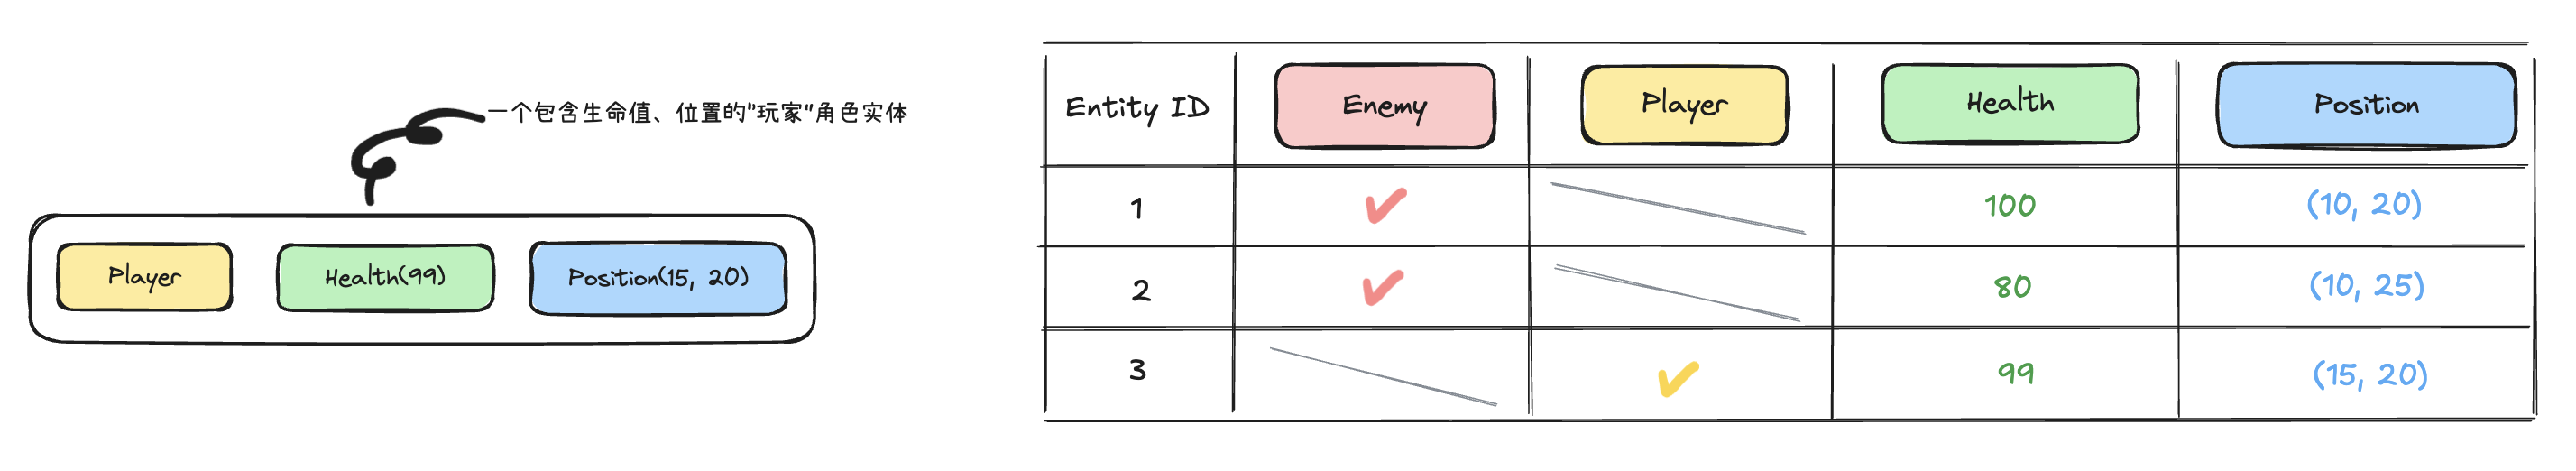 一个包含生命值、位置的"玩家"角色实体
Player Health(99) Position(15, 20)
Entity ID Enemy Player Health Position
1 100 (10, 20)
2 80 (10, 25)
3 99 (15, 20)